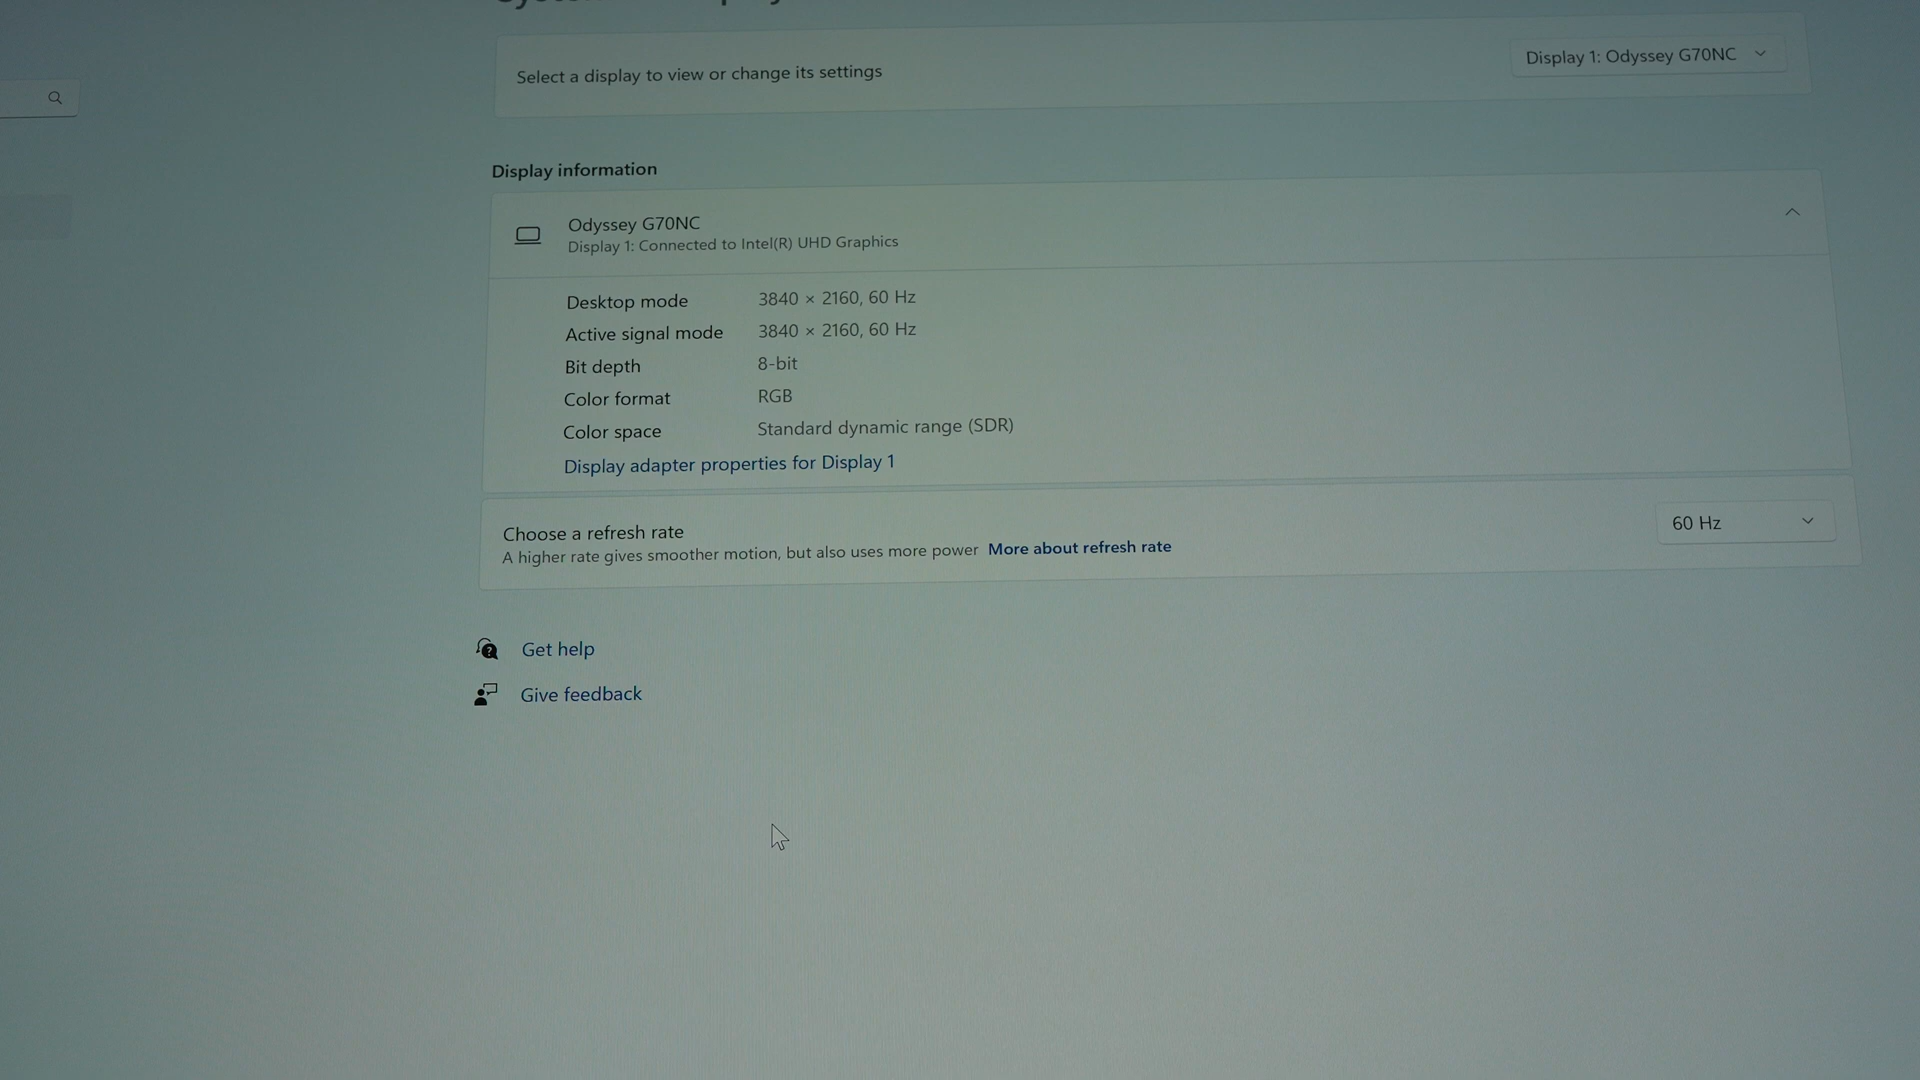 Select a display to view or change its settings
Display 1: Odyssey G70NC
Display information
Odyssey G70NC
Display 1: Connected to Intel(R) UHD Graphics
Desktop mode 3840 × 2160, 60 Hz
Active signal mode 3840 × 2160, 60 Hz
Bit depth 8-bit
Color format RGB
Color space Standard dynamic range (SDR)
Display adapter properties for Display 1
Choose a refresh rate
60 Hz
A higher rate gives smoother motion, but also uses more power More about refresh rate
Get help
Give feedback